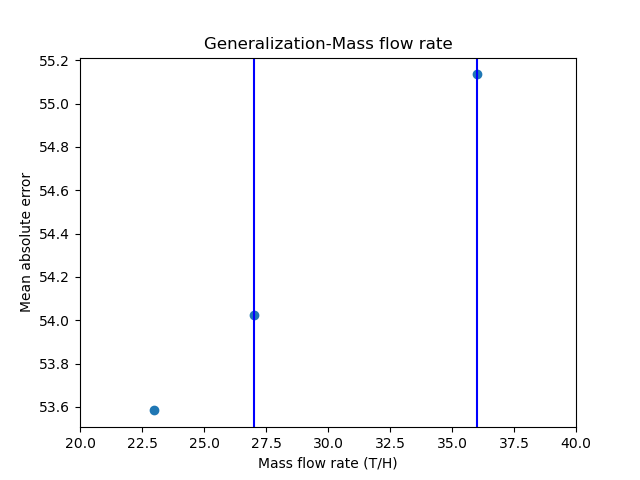 Generalization-Mass flow rate
55.2
55.0
54.8
54.6
54.4
54.2
54.0
53.8
53.6
Mean absolute error
20.0 22.5 25.0 27.5 30.0 32.5 35.0 37.5 40.0
Mass flow rate (T/H)